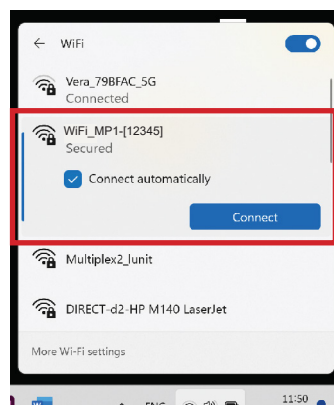 ← WiFi
Vera_79BFAC_5G
Connected
WiFi_MP1-[12345]
Secured
Connect automatically
Connect
Multiplex2_lunit
DIRECT-d2-HP M140 LaserJet
More Wi-Fi settings
ENG
11:50